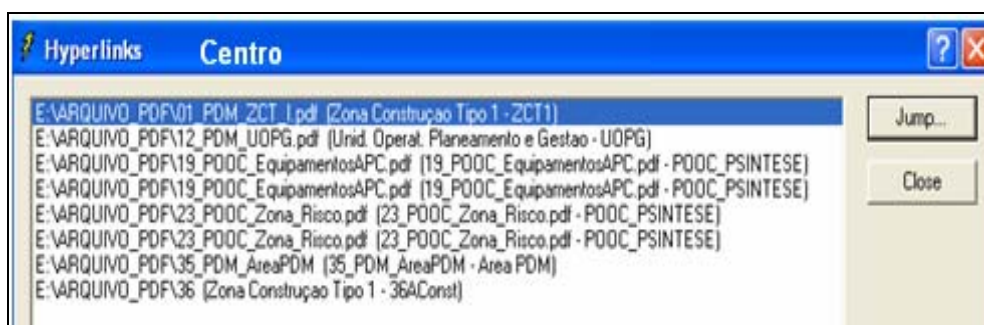 Hyperlinks Centro
E:\ARQUIVO_PDF\01_PDM_ZCT_I.pdf (Zona Construçao Tipo 1 - ZCT1)
E:\ARQUIVO_PDF\12_PDM_UOPG.pdf (Unid. Operat. Planeamento e Gestao - UOPG)
E:\ARQUIVO_PDF\19_POOC_EquipamentosAPC.pdf (19_POOC_EquipamentosAPC.pdf - POOC_PSINTESE)
E:\ARQUIVO_PDF\19_POOC_EquipamentosAPC.pdf (19_POOC_EquipamentosAPC.pdf - POOC_PSINTESE)
E:\ARQUIVO_PDF\23_POOC_Zona_Risco.pdf (23_POOC_Zona_Risco.pdf - POOC_PSINTESE)
E:\ARQUIVO_PDF\23_POOC_Zona_Risco.pdf (23_POOC_Zona_Risco.pdf - POOC_PSINTESE)
E:\ARQUIVO_PDF\35_PDM_AreaPDM (35_PDM_AreaPDM - Area PDM)
E:\ARQUIVO_PDF\36 (Zona Construçao Tipo 1 - 36AConst)
Jump...
Close